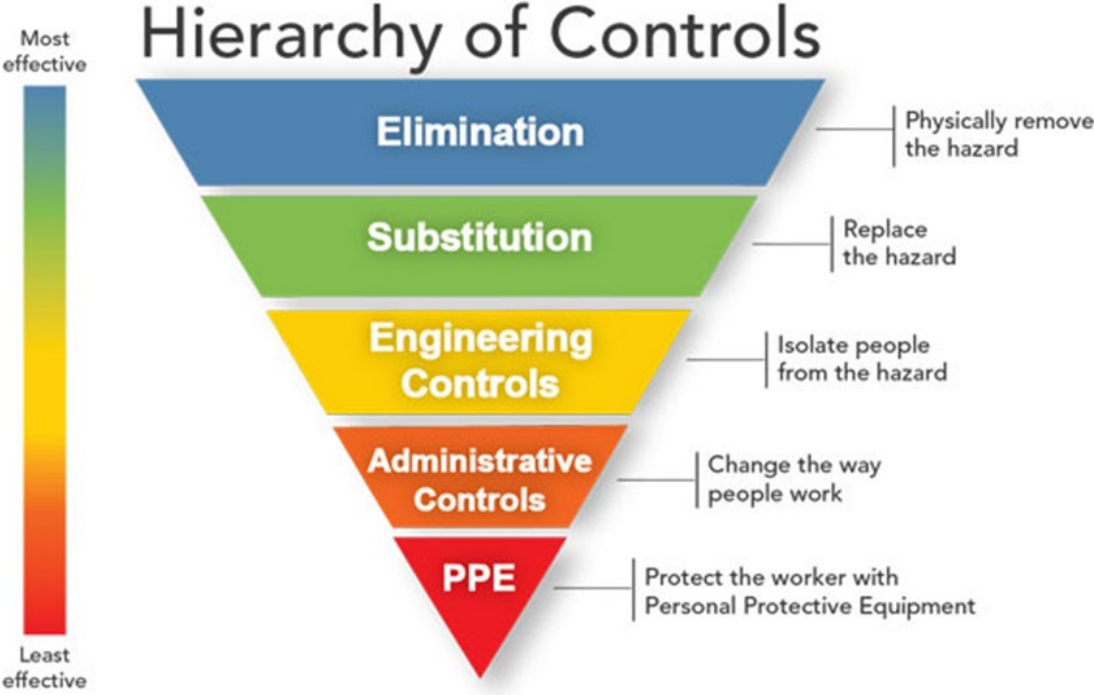 Hierarchy of Controls
Most
effective
Elimination
Physically remove
the hazard
Substitution
Replace
the hazard
Engineering
Controls
Isolate people
from the hazard
Administrative
Controls
Change the way
people work
PPE
Protect the worker with
Personal Protective Equipment
Least
effective